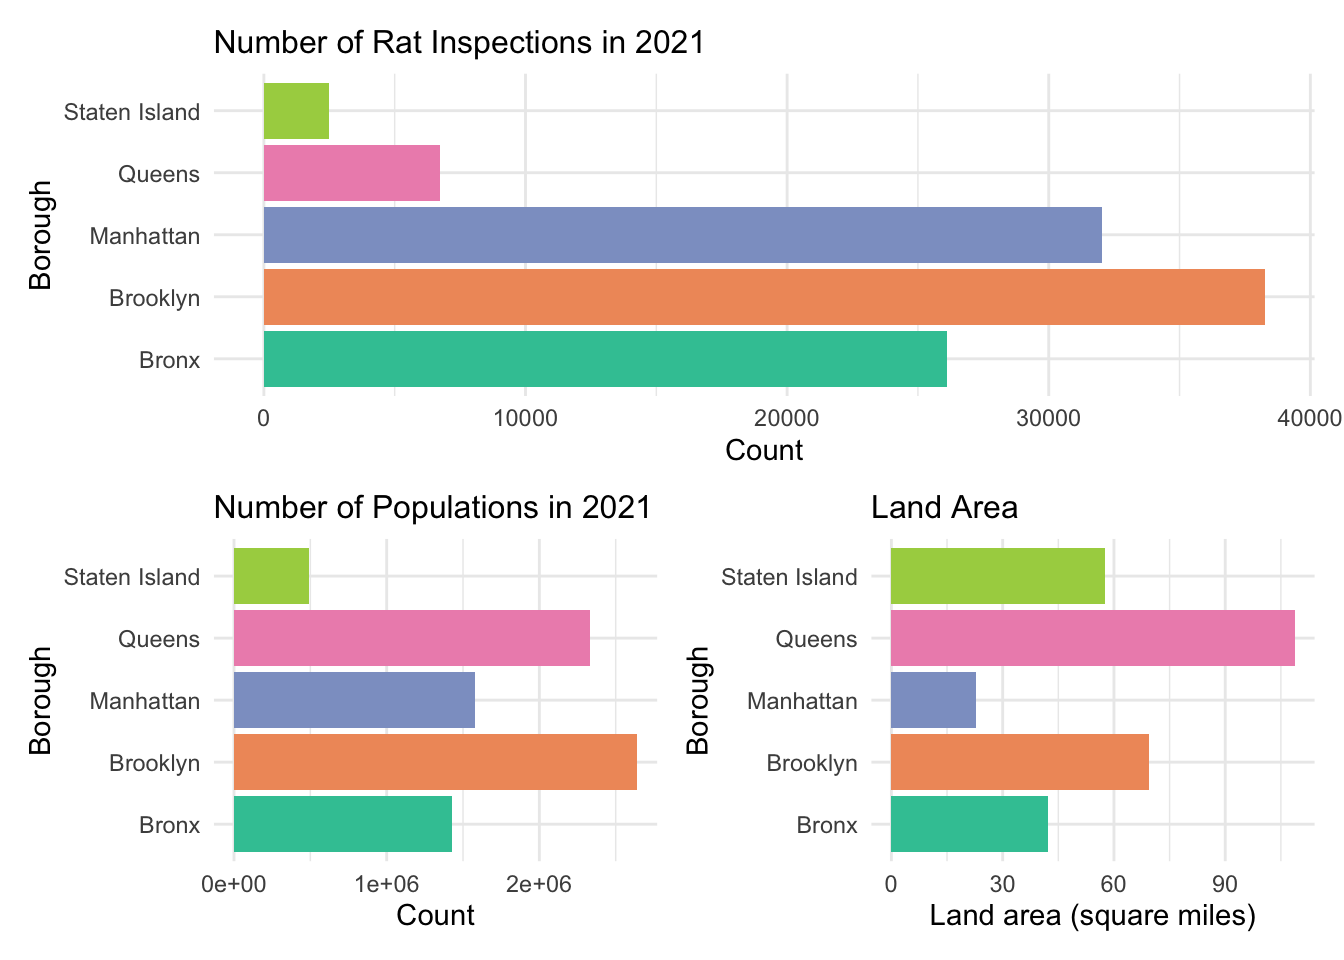 Number of Rat Inspections in 2021
Borough
Staten Island
Queens
Manhattan
Brooklyn
Bronx
0 10000 20000 30000 40000
Count
Number of Populations in 2021
Borough
Staten Island
Queens
Manhattan
Brooklyn
Bronx
0e+00 1e+06 2e+06
Count
Land Area
Borough
Staten Island
Queens
Manhattan
Brooklyn
Bronx
0 30 60 90
Land area (square miles)